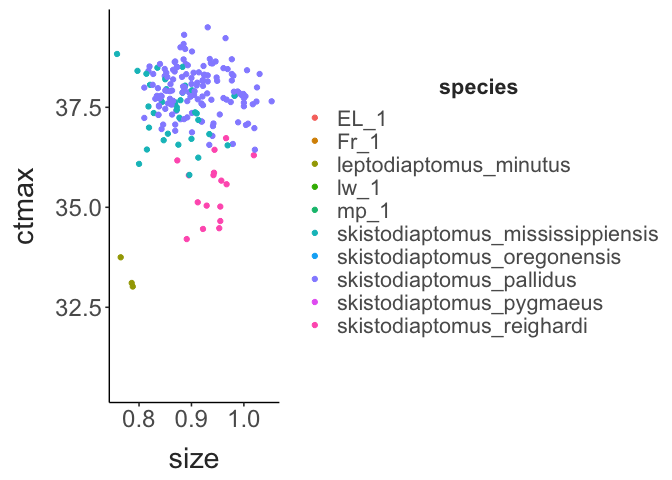 ctmax
37.5
35.0
32.5
0.8 0.9 1.0
size
species
EL_1
Fr_1
leptodiaptomus_minutus
lw_1
mp_1
skistodiaptomus_mississippiensis
skistodiaptomus_oregonensis
skistodiaptomus_pallidus
skistodiaptomus_pygmaeus
skistodiaptomus_reighardi